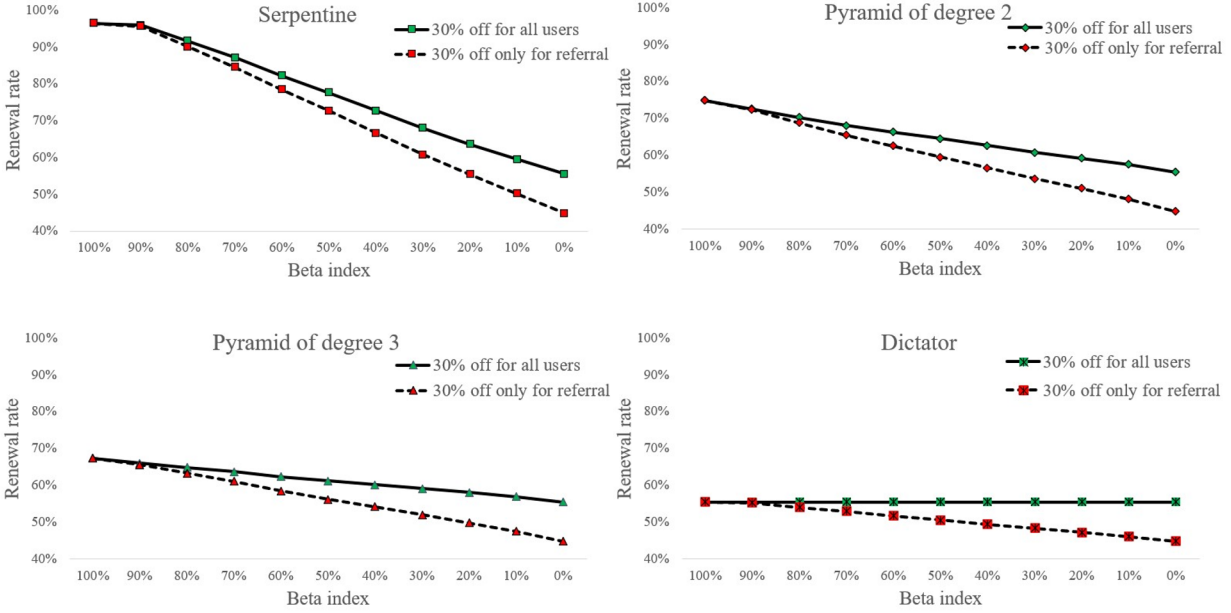 Serpentine
30% off for all users
30% off only for referral
Renewal rate
100%
90%
80%
70%
60%
50%
40%
100% 90% 80% 70% 60% 50% 40% 30% 20% 10% 0%
Beta index
Pyramid of degree 2
30% off for all users
30% off only for referral
Renewal rate
100%
90%
80%
70%
60%
50%
40%
100% 90% 80% 70% 60% 50% 40% 30% 20% 10% 0%
Beta index
Pyramid of degree 3
30% off for all users
30% off only for referral
Renewal rate
100%
90%
80%
70%
60%
50%
40%
100% 90% 80% 70% 60% 50% 40% 30% 20% 10% 0%
Beta index
Dictator
30% off for all users
30% off only for referral
Renewal rate
100%
90%
80%
70%
60%
50%
40%
100% 90% 80% 70% 60% 50% 40% 30% 20% 10% 0%
Beta index